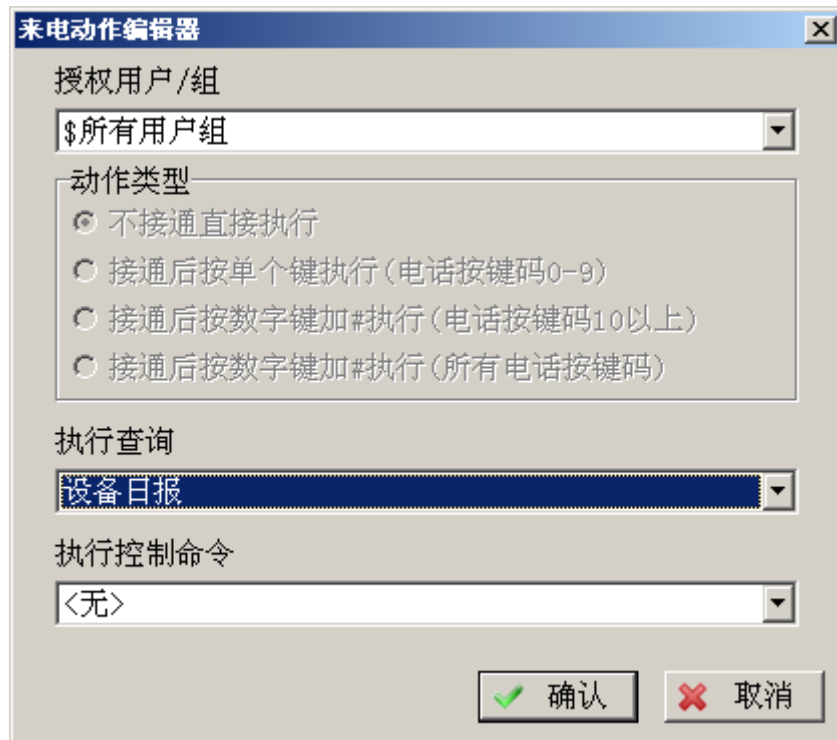 来电动作编辑器
授权用户/组
$所有用户组
动作类型
不接通直接执行
接通后按单个键执行(电话按键码0-9)
接通后按数字键加#执行(电话按键码10以上)
接通后按数字键加#执行(所有电话按键码)
执行查询
设备日报
执行控制命令
<无>
确认 取消